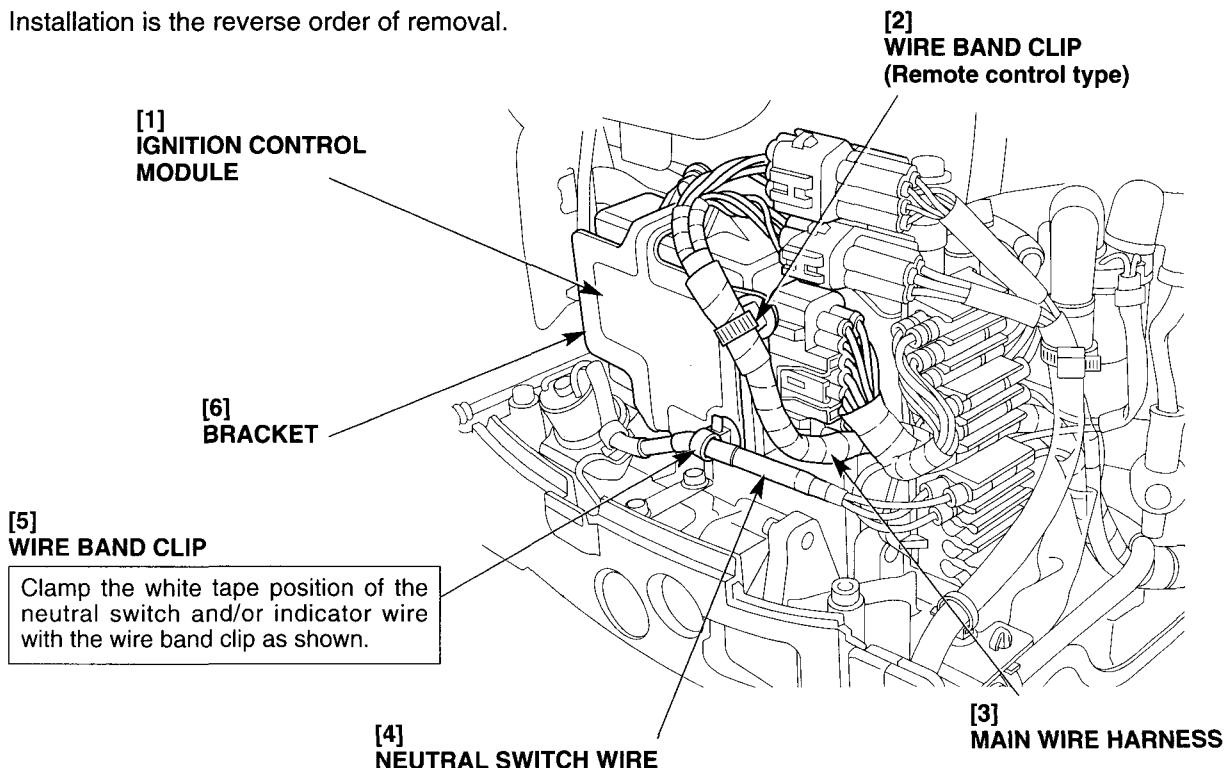 Installation is the reverse order of removal.
[2]
WIRE BAND CLIP
(Remote control type)
[1]
IGNITION CONTROL
MODULE
[6]
BRACKET
[5]
WIRE BAND CLIP
Clamp the white tape position of the
neutral switch and/or indicator wire
with the wire band clip as shown.
[4]
NEUTRAL SWITCH WIRE
[3]
MAIN WIRE HARNESS